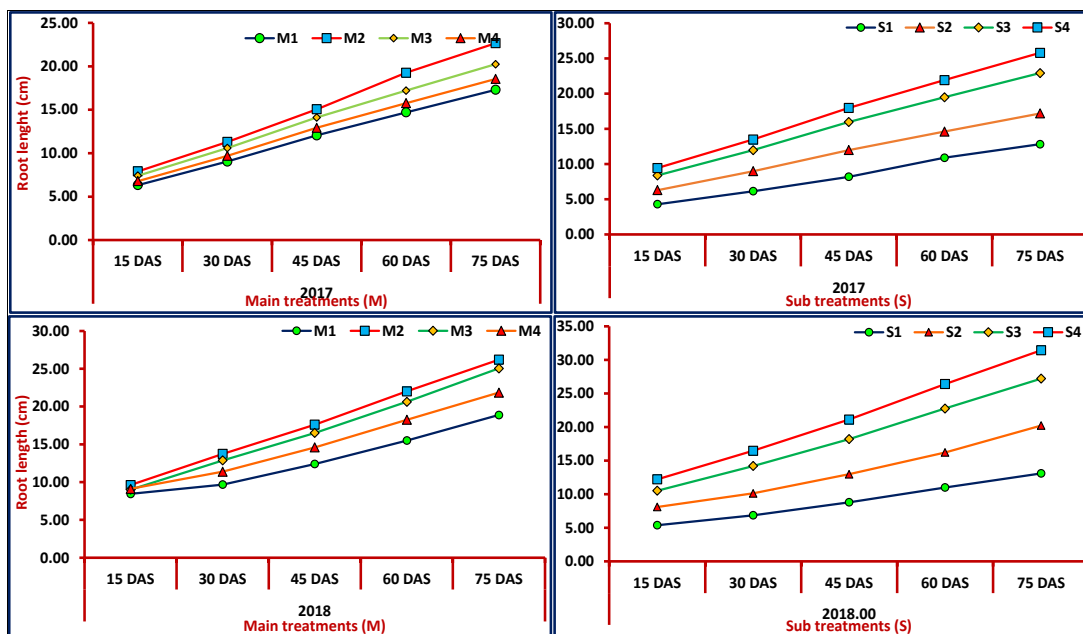 25.00
20.00
15.00
10.00
5.00
0.00
Root lenght (cm)
M1 M2 M3 M4
15 DAS 30 DAS 45 DAS 60 DAS 75 DAS
2017
Main treatments (M)
30.00
25.00
20.00
15.00
10.00
5.00
0.00
S1 S2 S3 S4
15 DAS 30 DAS 45 DAS 60 DAS 75 DAS
2017
Sub treatments (S)
30.00
25.00
20.00
15.00
10.00
5.00
0.00
Root length (cm)
M1 M2 M3 M4
15 DAS 30 DAS 45 DAS 60 DAS 75 DAS
2018
Main treatments (M)
35.00
30.00
25.00
20.00
15.00
10.00
5.00
0.00
S1 S2 S3 S4
15 DAS 30 DAS 45 DAS 60 DAS 75 DAS
2018.00
Sub treatments (S)